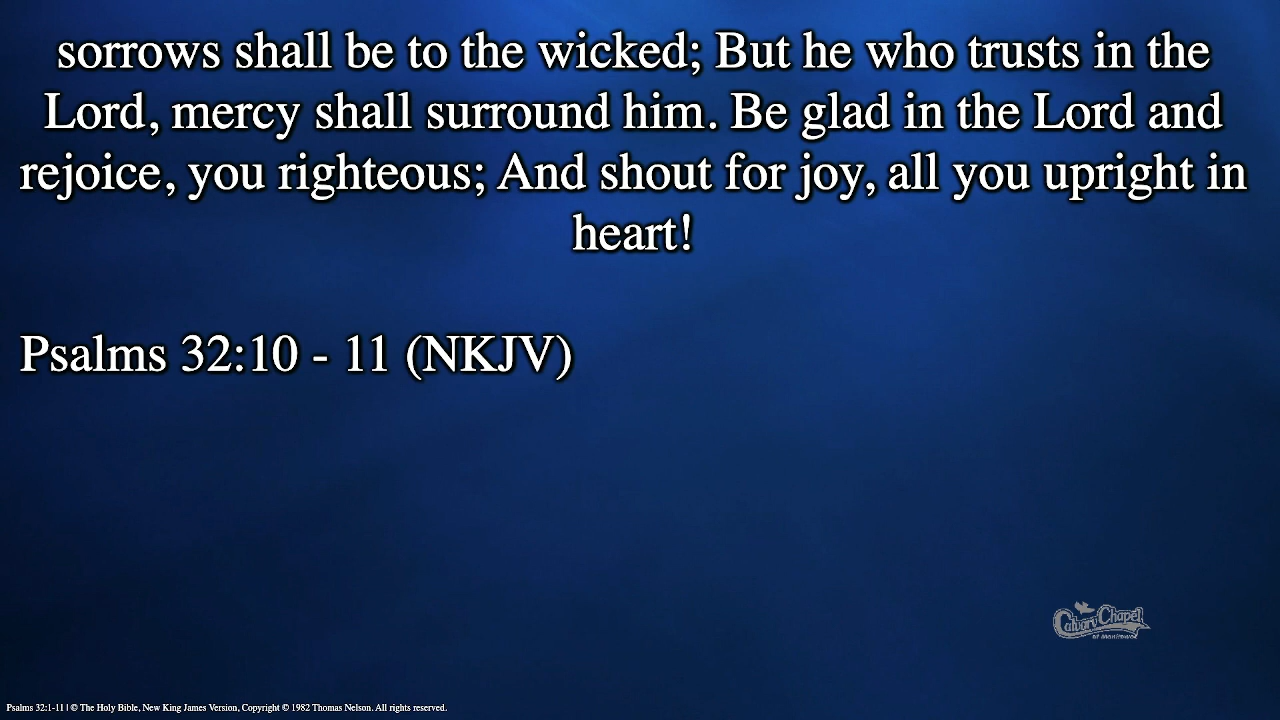 sorrows shall be to the wicked; But he who trusts in the
Lord, mercy shall surround him. Be glad in the Lord and
rejoice, you righteous; And shout for joy, all you upright in
heart!
Psalms 32:10 - 11 (NKJV)
Calvary Chapel
of Manitowoc
Psalms 32:1-11 | © The Holy Bible, New King James Version, Copyright © 1982 Thomas Nelson. All rights reserved.